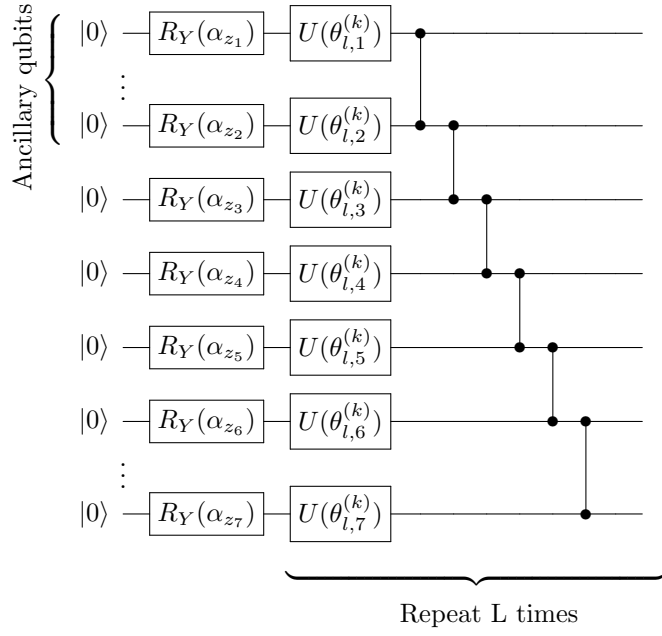 Ancillary qubits
|0⟩ R_Y(α_{z_1}) U(θ_{l,1}^{(k)})
⋮
|0⟩ R_Y(α_{z_2}) U(θ_{l,2}^{(k)})
|0⟩ R_Y(α_{z_3}) U(θ_{l,3}^{(k)})
|0⟩ R_Y(α_{z_4}) U(θ_{l,4}^{(k)})
|0⟩ R_Y(α_{z_5}) U(θ_{l,5}^{(k)})
|0⟩ R_Y(α_{z_6}) U(θ_{l,6}^{(k)})
⋮
|0⟩ R_Y(α_{z_7}) U(θ_{l,7}^{(k)})
Repeat L times